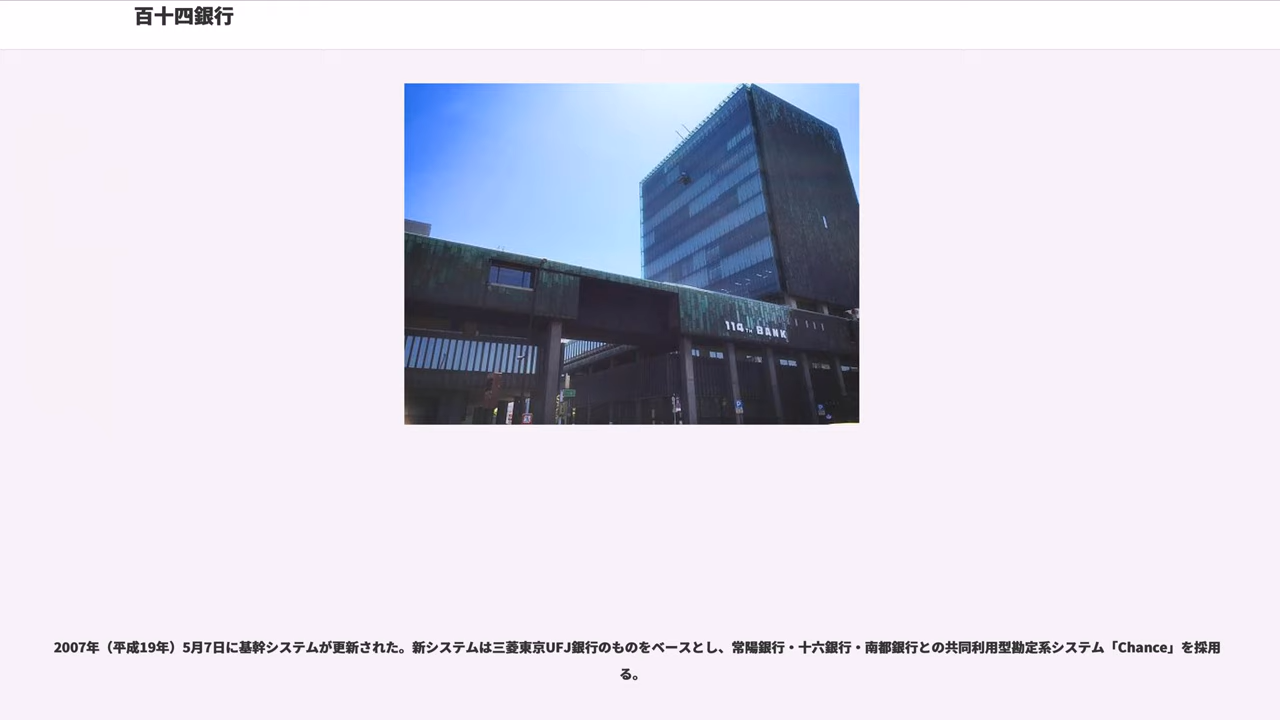 百十四銀行
114TH BANK
2007年（平成19年）5月7日に基幹システムが更新された。新システムは三菱東京UFJ銀行のものをベースとし、常陽銀行・十六銀行・南都銀行との共同利用型勘定系システム「Chance」を採用
る。